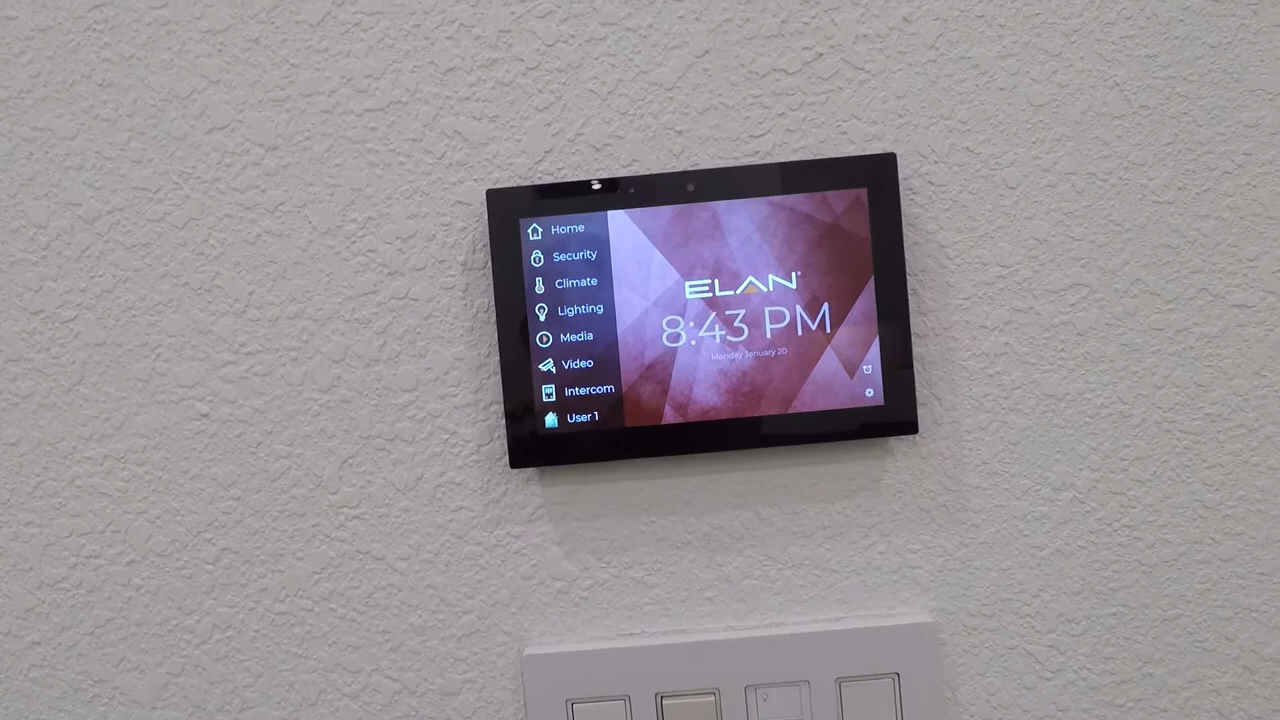 Home
Security
Climate
Lighting
Media
Video
Intercom
User 1
ELAN®
8:43 PM
Monday January 20